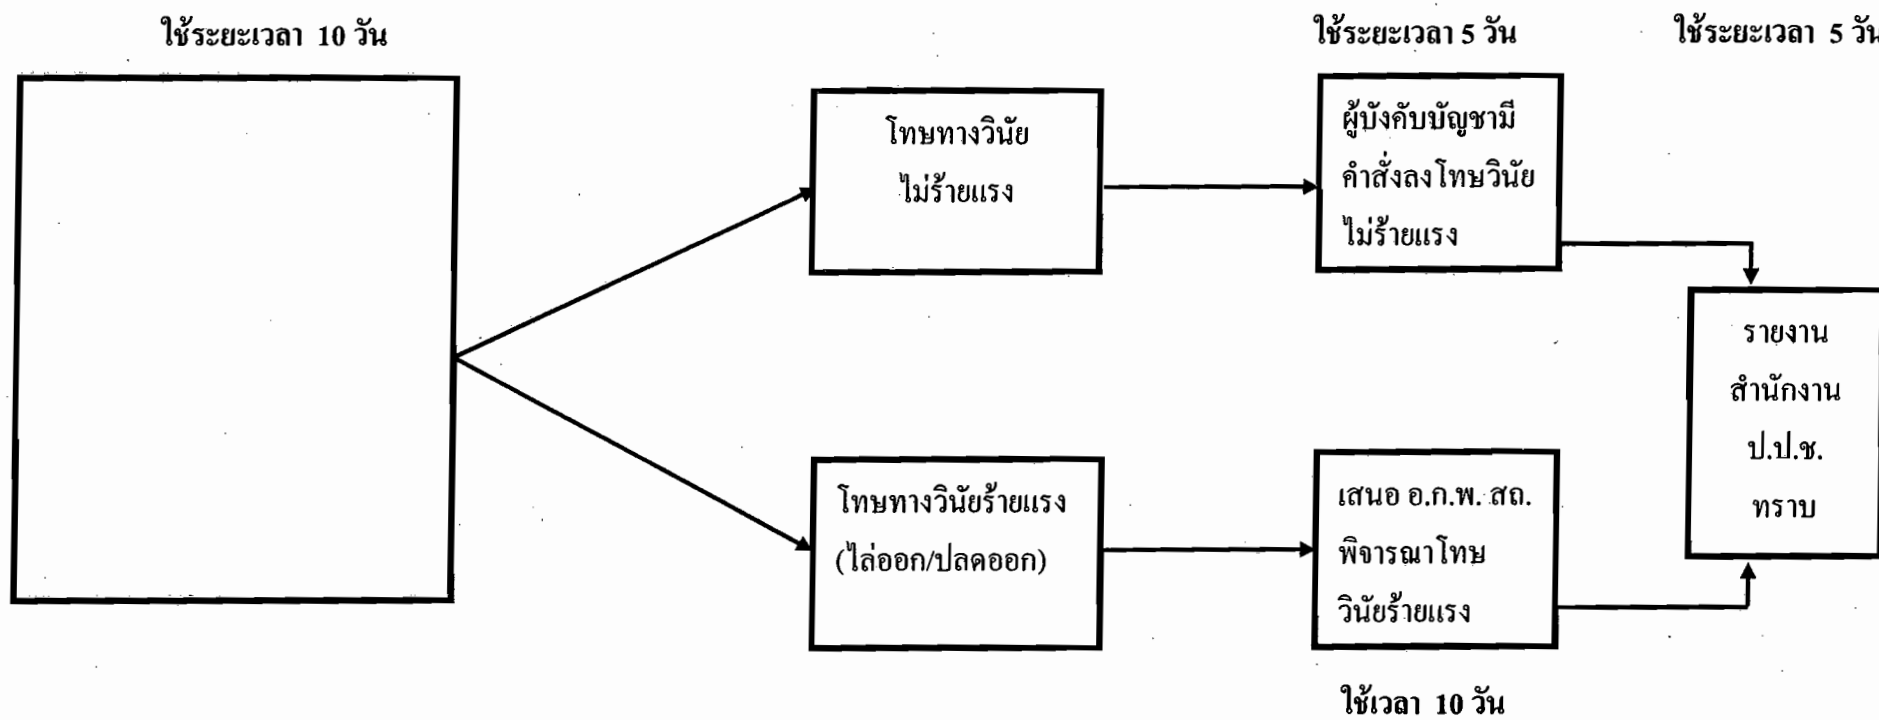 ใช้ระยะเวลา 10 วัน
ใช้ระยะเวลา 5 วัน
ใช้ระยะเวลา 5 วัน
โทษทางวินัย
ไม่ร้ายแรง
ผู้บังคับบัญชามี
คำสั่งลงโทษวินัย
ไม่ร้ายแรง
รายงาน
สำนักงาน
ป.ป.ช.
ทราบ
โทษทางวินัยร้ายแรง
(ไล่ออก/ปลดออก)
เสนอ อ.ก.พ. สถ.
พิจารณาโทษ
วินัยร้ายแรง
ใช้เวลา 10 วัน